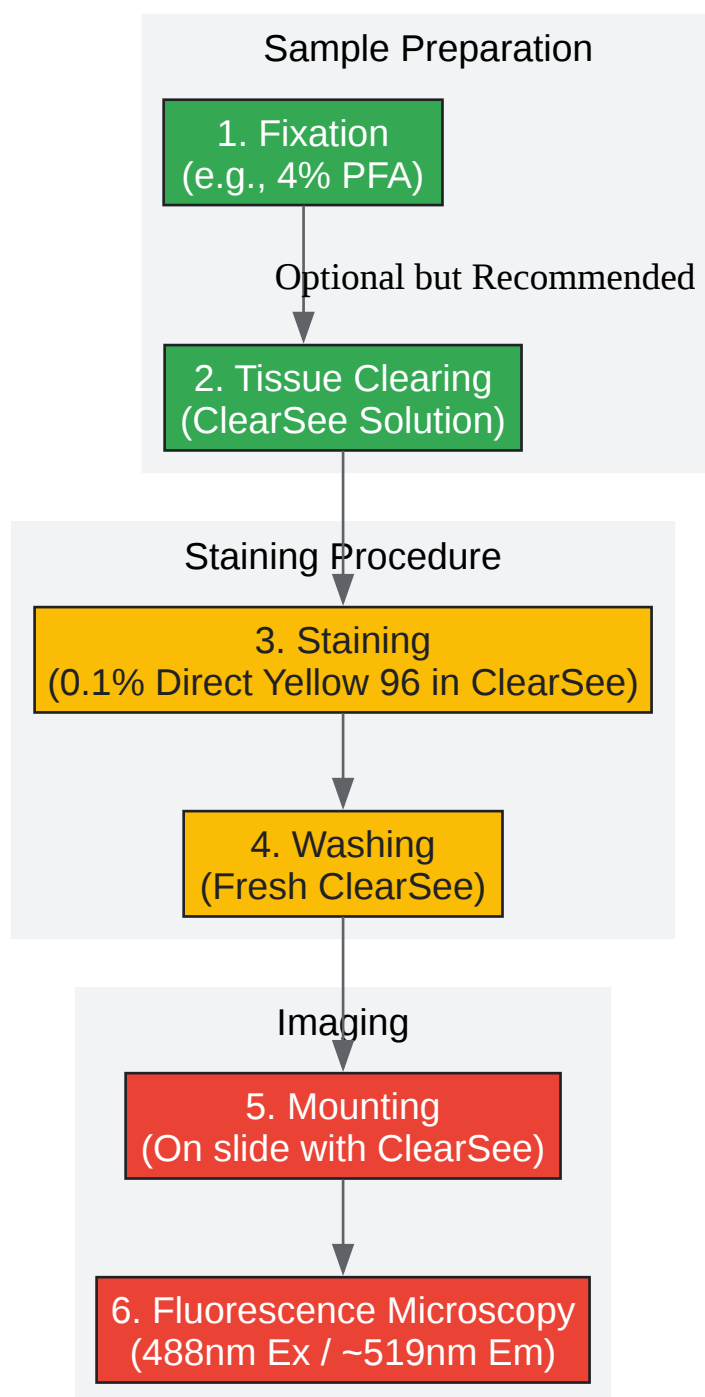 Sample Preparation
1. Fixation
(e.g., 4% PFA)
Optional but Recommended
2. Tissue Clearing
(ClearSee Solution)
Staining Procedure
3. Staining
(0.1% Direct Yellow 96 in ClearSee)
4. Washing
(Fresh ClearSee)
Imaging
5. Mounting
(On slide with ClearSee)
6. Fluorescence Microscopy
(488nm Ex / ~519nm Em)